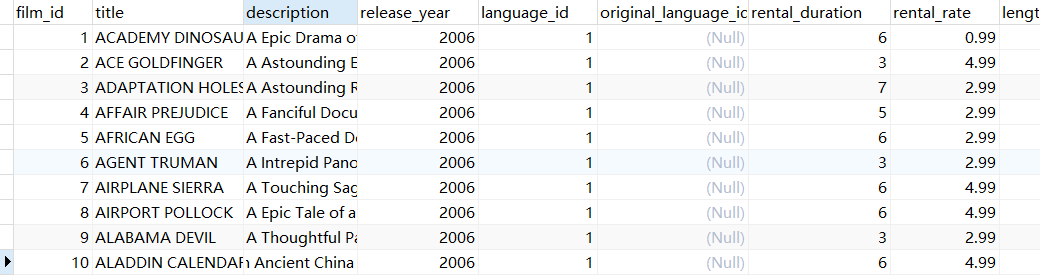 film_id title description release_year language_id original_language_id rental_duration rental_rate lengt
1 ACADEMY DINOSAU A Epic Drama o 2006 1 (Null) 6 0.99
2 ACE GOLDFINGER A Astounding E 2006 1 (Null) 3 4.99
3 ADAPTATION HOLES A Astounding R 2006 1 (Null) 7 2.99
4 AFFAIR PREJUDICE A Fanciful Docu 2006 1 (Null) 5 2.99
5 AFRICAN EGG A Fast-Paced Do 2006 1 (Null) 6 2.99
6 AGENT TRUMAN A Intrepid Pano 2006 1 (Null) 3 2.99
7 AIRPLANE SIERRA A Touching Sag 2006 1 (Null) 6 4.99
8 AIRPORT POLLOCK A Epic Tale of a 2006 1 (Null) 6 4.99
9 ALABAMA DEVIL A Thoughtful Pa 2006 1 (Null) 3 2.99
10 ALADDIN CALENDAR n Ancient China 2006 1 (Null) 6 4.99